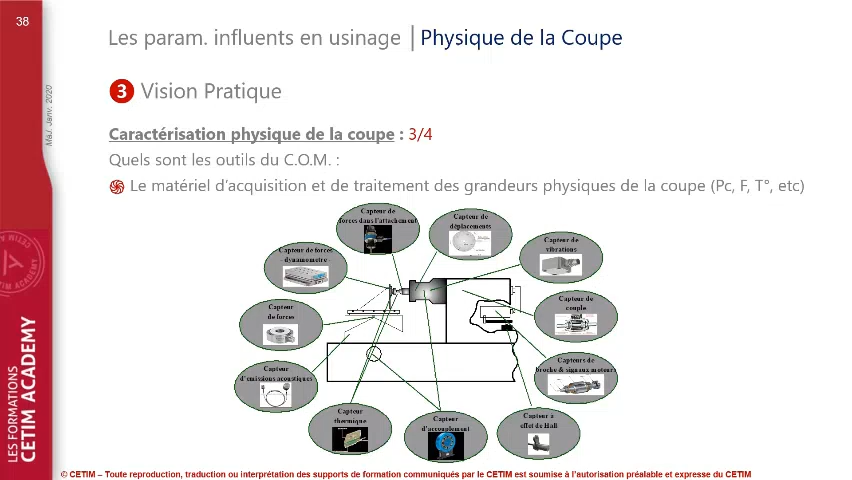 38
Les param. influents en usinage | Physique de la Coupe
Màj. Janv. 2020
3 Vision Pratique
Caractérisation physique de la coupe : 3/4
Quels sont les outils du C.O.M. :
Le matériel d'acquisition et de traitement des grandeurs physiques de la coupe (Pc, F, T°, etc)
Capteur de
forces dans l'attachement
Capteur de
déplacements
Capteur de forces
- dynamomètre -
Capteur de
vibrations
Capteur
de forces
Capteur de
couple
Capteur
d'émissions acoustiques
Capteurs de
broche & signaux moteurs
Capteur
thermique
Capteur
d'accouplement
Capteur à
effet de Hall
LES FORMATIONS
CETIM ACADEMY
© CETIM – Toute reproduction, traduction ou interprétation des supports de formation communiqués par le CETIM est soumise à l'autorisation préalable et expresse du CETIM